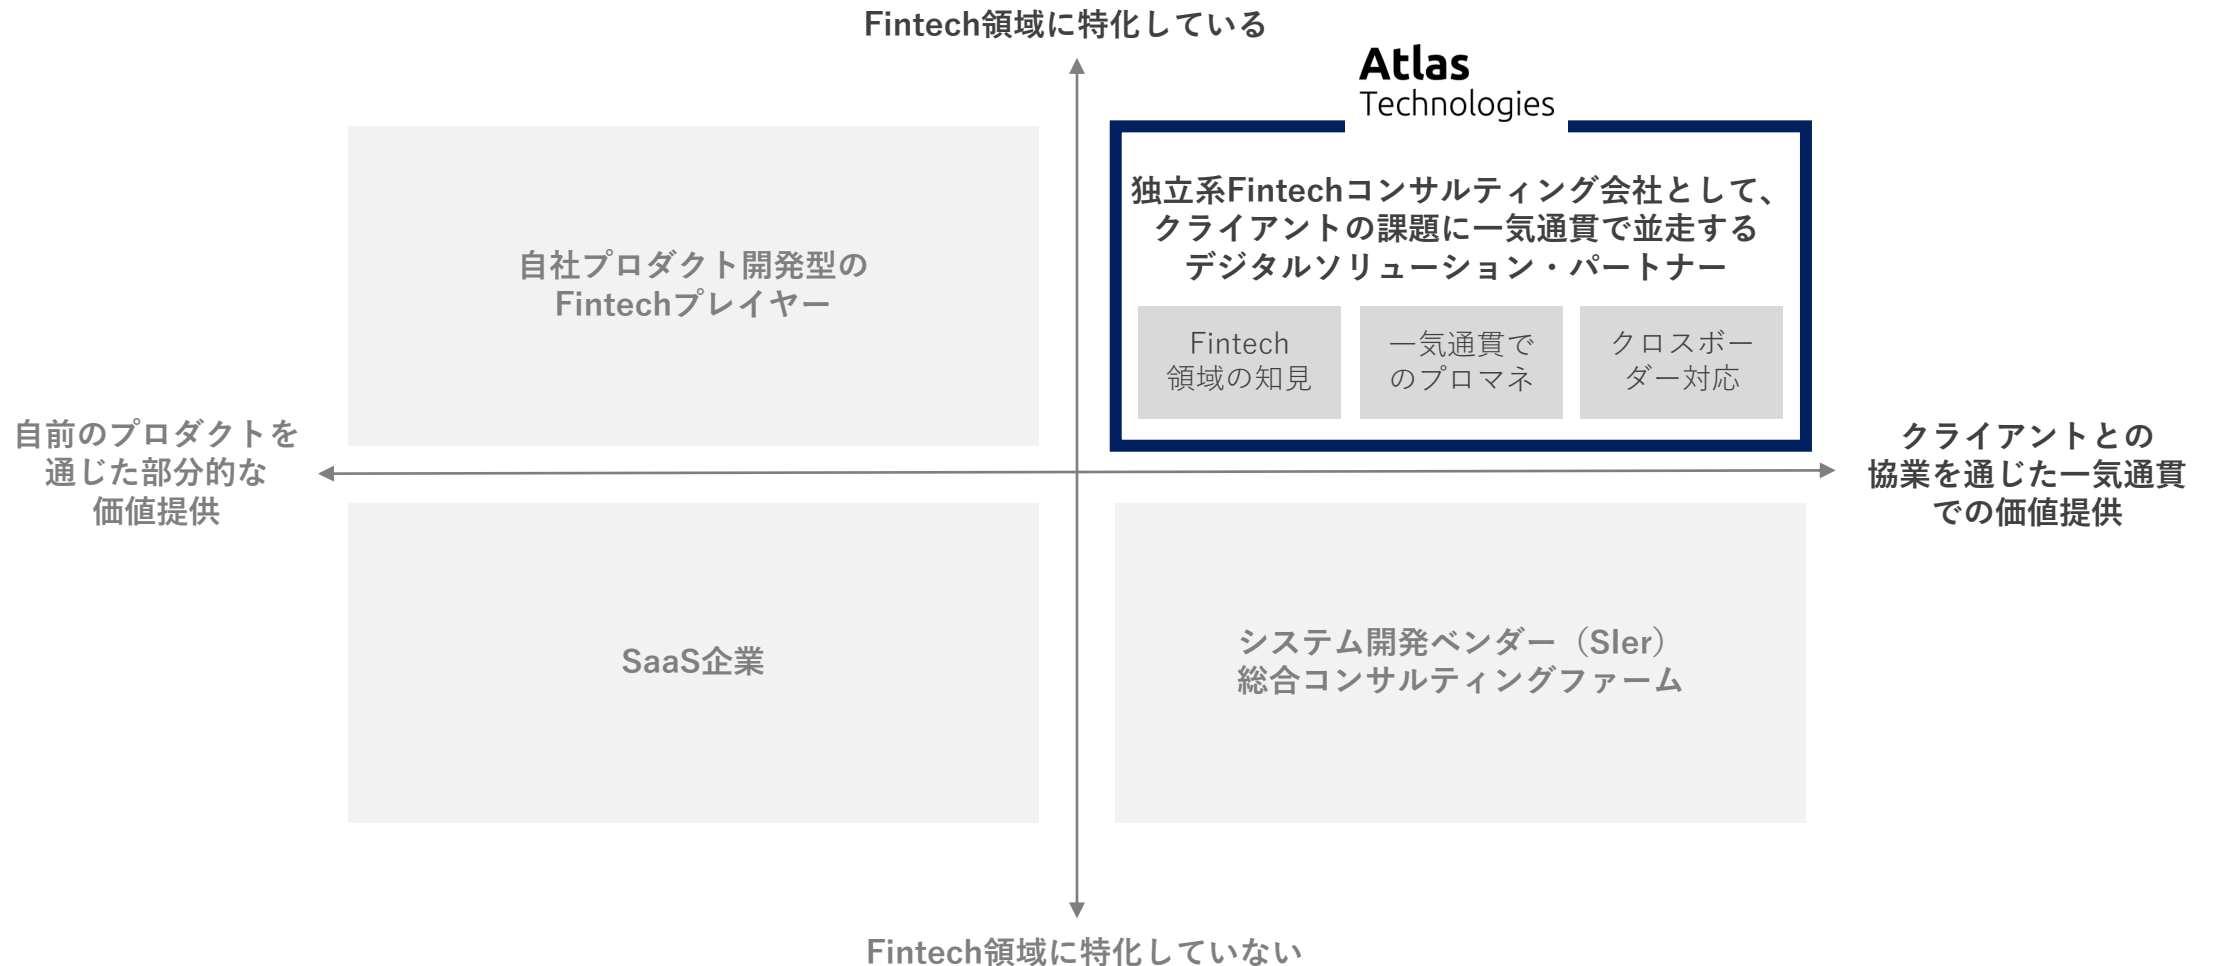 Fintech領域に特化している
Atlas
Technologies
独立系Fintechコンサルティング会社として、
クライアントの課題に一気通貫で並走する
デジタルソリューション・パートナー
Fintech
領域の知見
一気通貫で
のプロマネ
クロスボー
ダー対応
自社プロダクト開発型の
Fintechプレイヤー
自前のプロダクトを
通じた部分的な
価値提供
クライアントとの
協業を通じた一気通貫
での価値提供
SaaS企業
システム開発ベンダー（SIer）
総合コンサルティングファーム
Fintech領域に特化していない